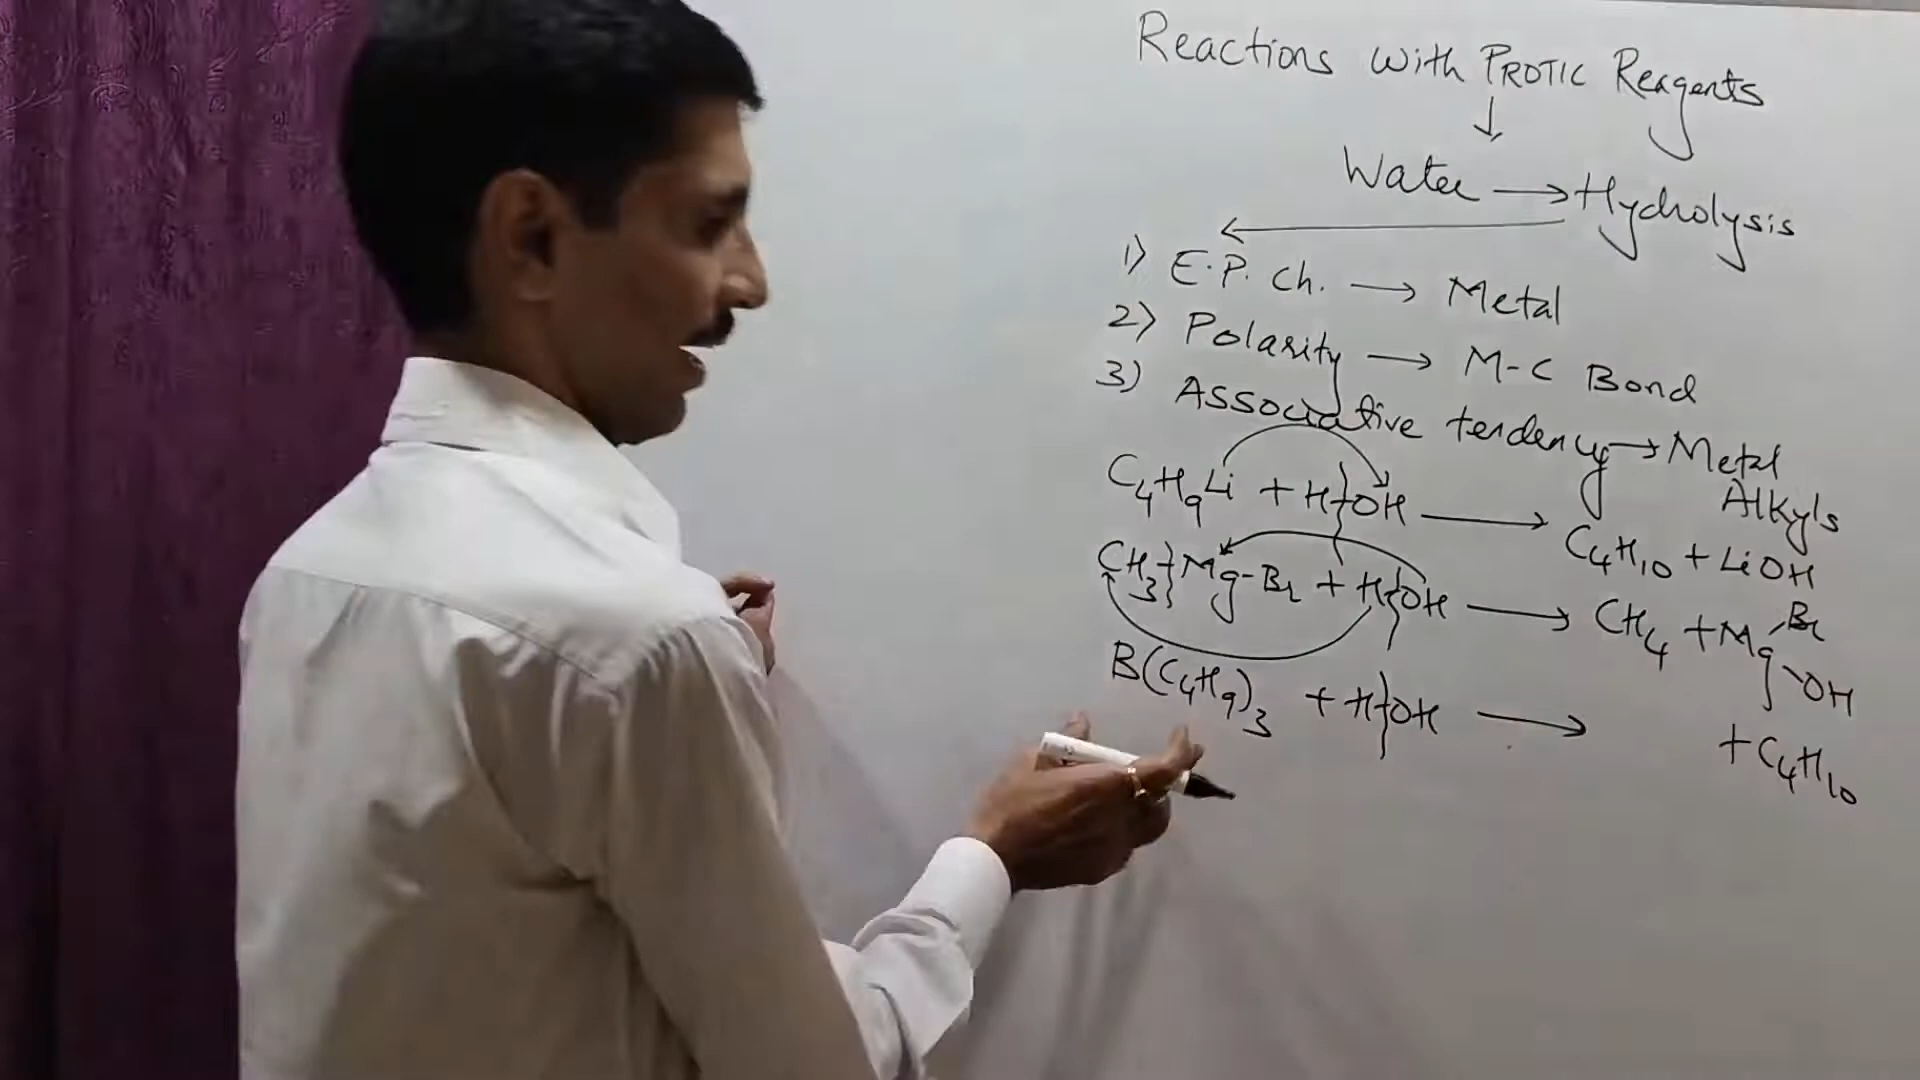 Reactions with PROTIC Reagents
↓
Water → Hydrolysis
←
1) E.P. Ch. → Metal
2) Polarity → M-C Bond
3) Associative tendency → Metal Alkyls
C₄H₉Li + H}OH → C₄H₁₀ + LiOH
CH₃}Mg-Br + H}OH → CH₄ + Mg Br OH
B(C₄H₉)₃ + H}OH → + C₄H₁₀